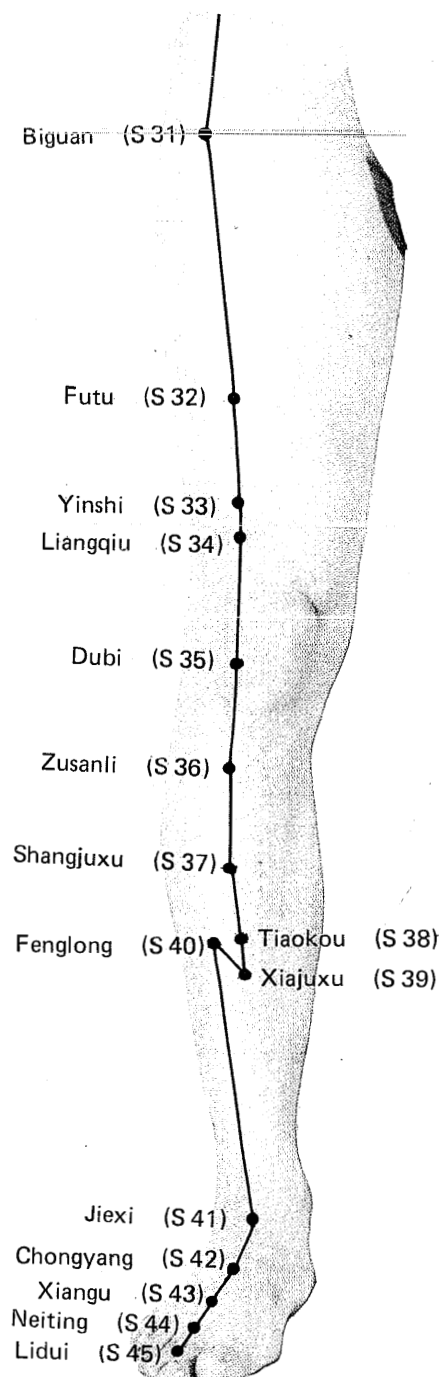 Biguan (S 31)
Futu (S 32)
Yinshi (S 33)
Liangqiu (S 34)
Dubi (S 35)
Zusanli (S 36)
Shangjuxu (S 37)
Tiaokou (S 38)
Fenglong (S 40)
Xiajuxu (S 39)
Jiexi (S 41)
Chongyang (S 42)
Xiangu (S 43)
Neiting (S 44)
Lidui (S 45)